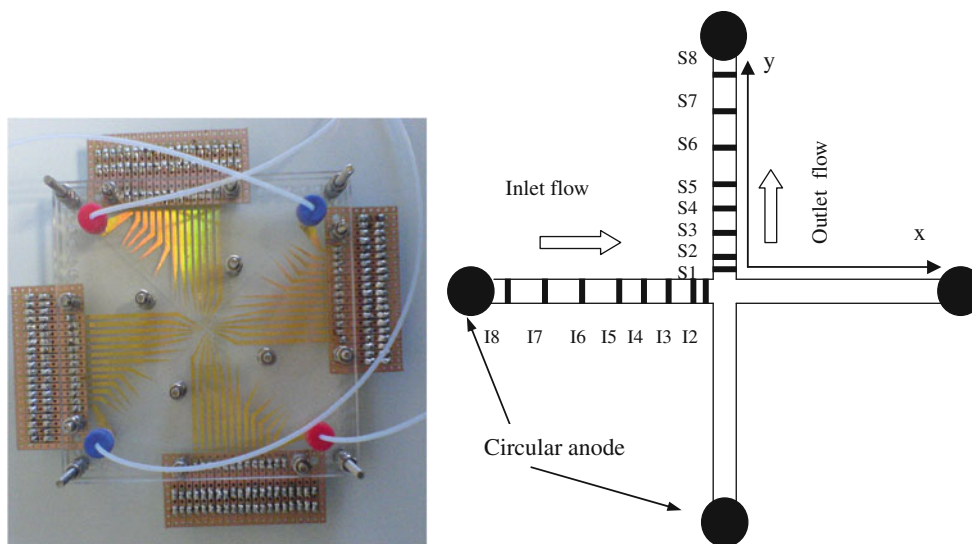 S8
y
S7
S6
Inlet flow
S5
S4
Outlet flow
S3
x
S2
S1
I8 I7 I6 I5 I4 I3 I2
Circular anode